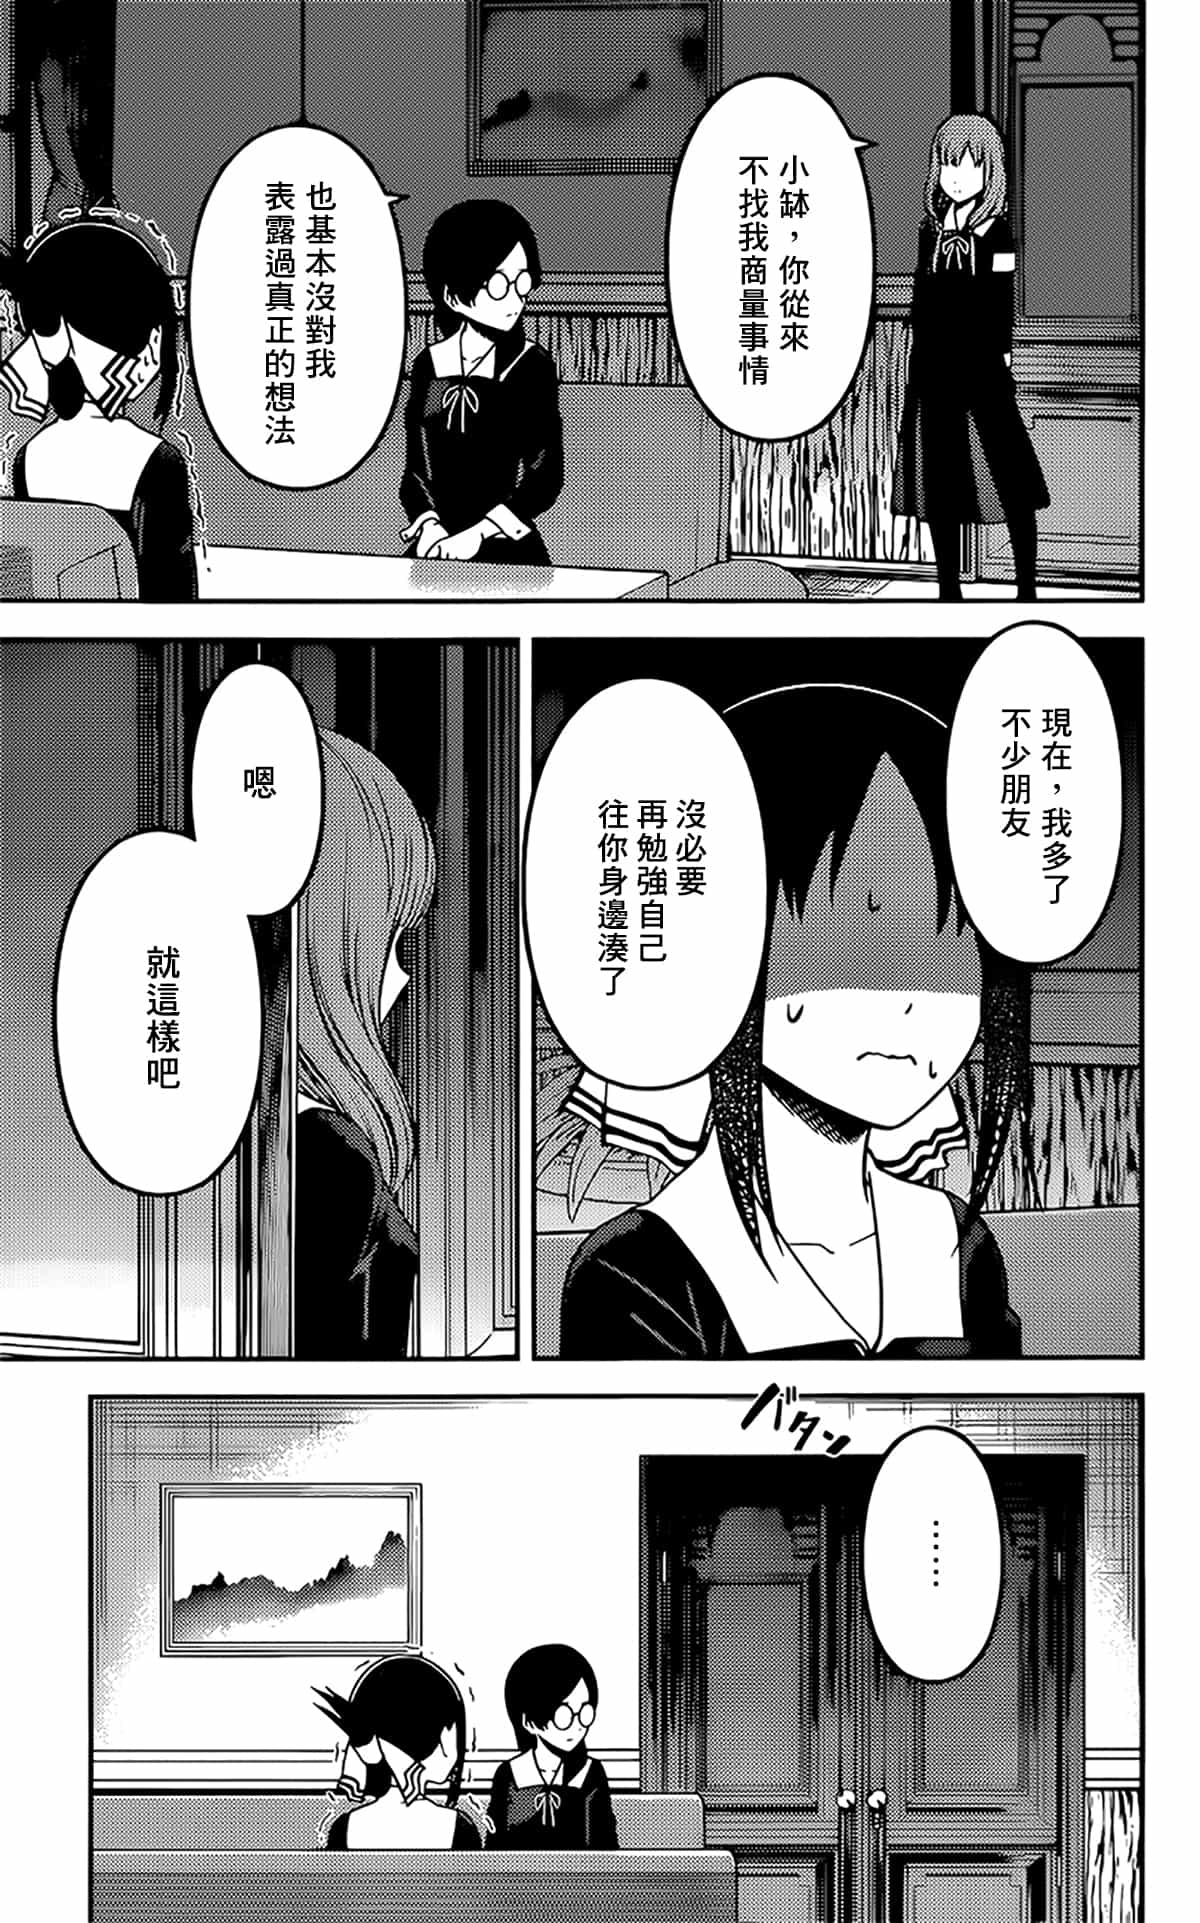 小缽，你從來
不找我商量事情
也基本沒對我
表露過真正的想法
現在，我多了
不少朋友
沒必要
再勉強自己
往你身邊湊了
嗯
就這樣吧
バタン
……